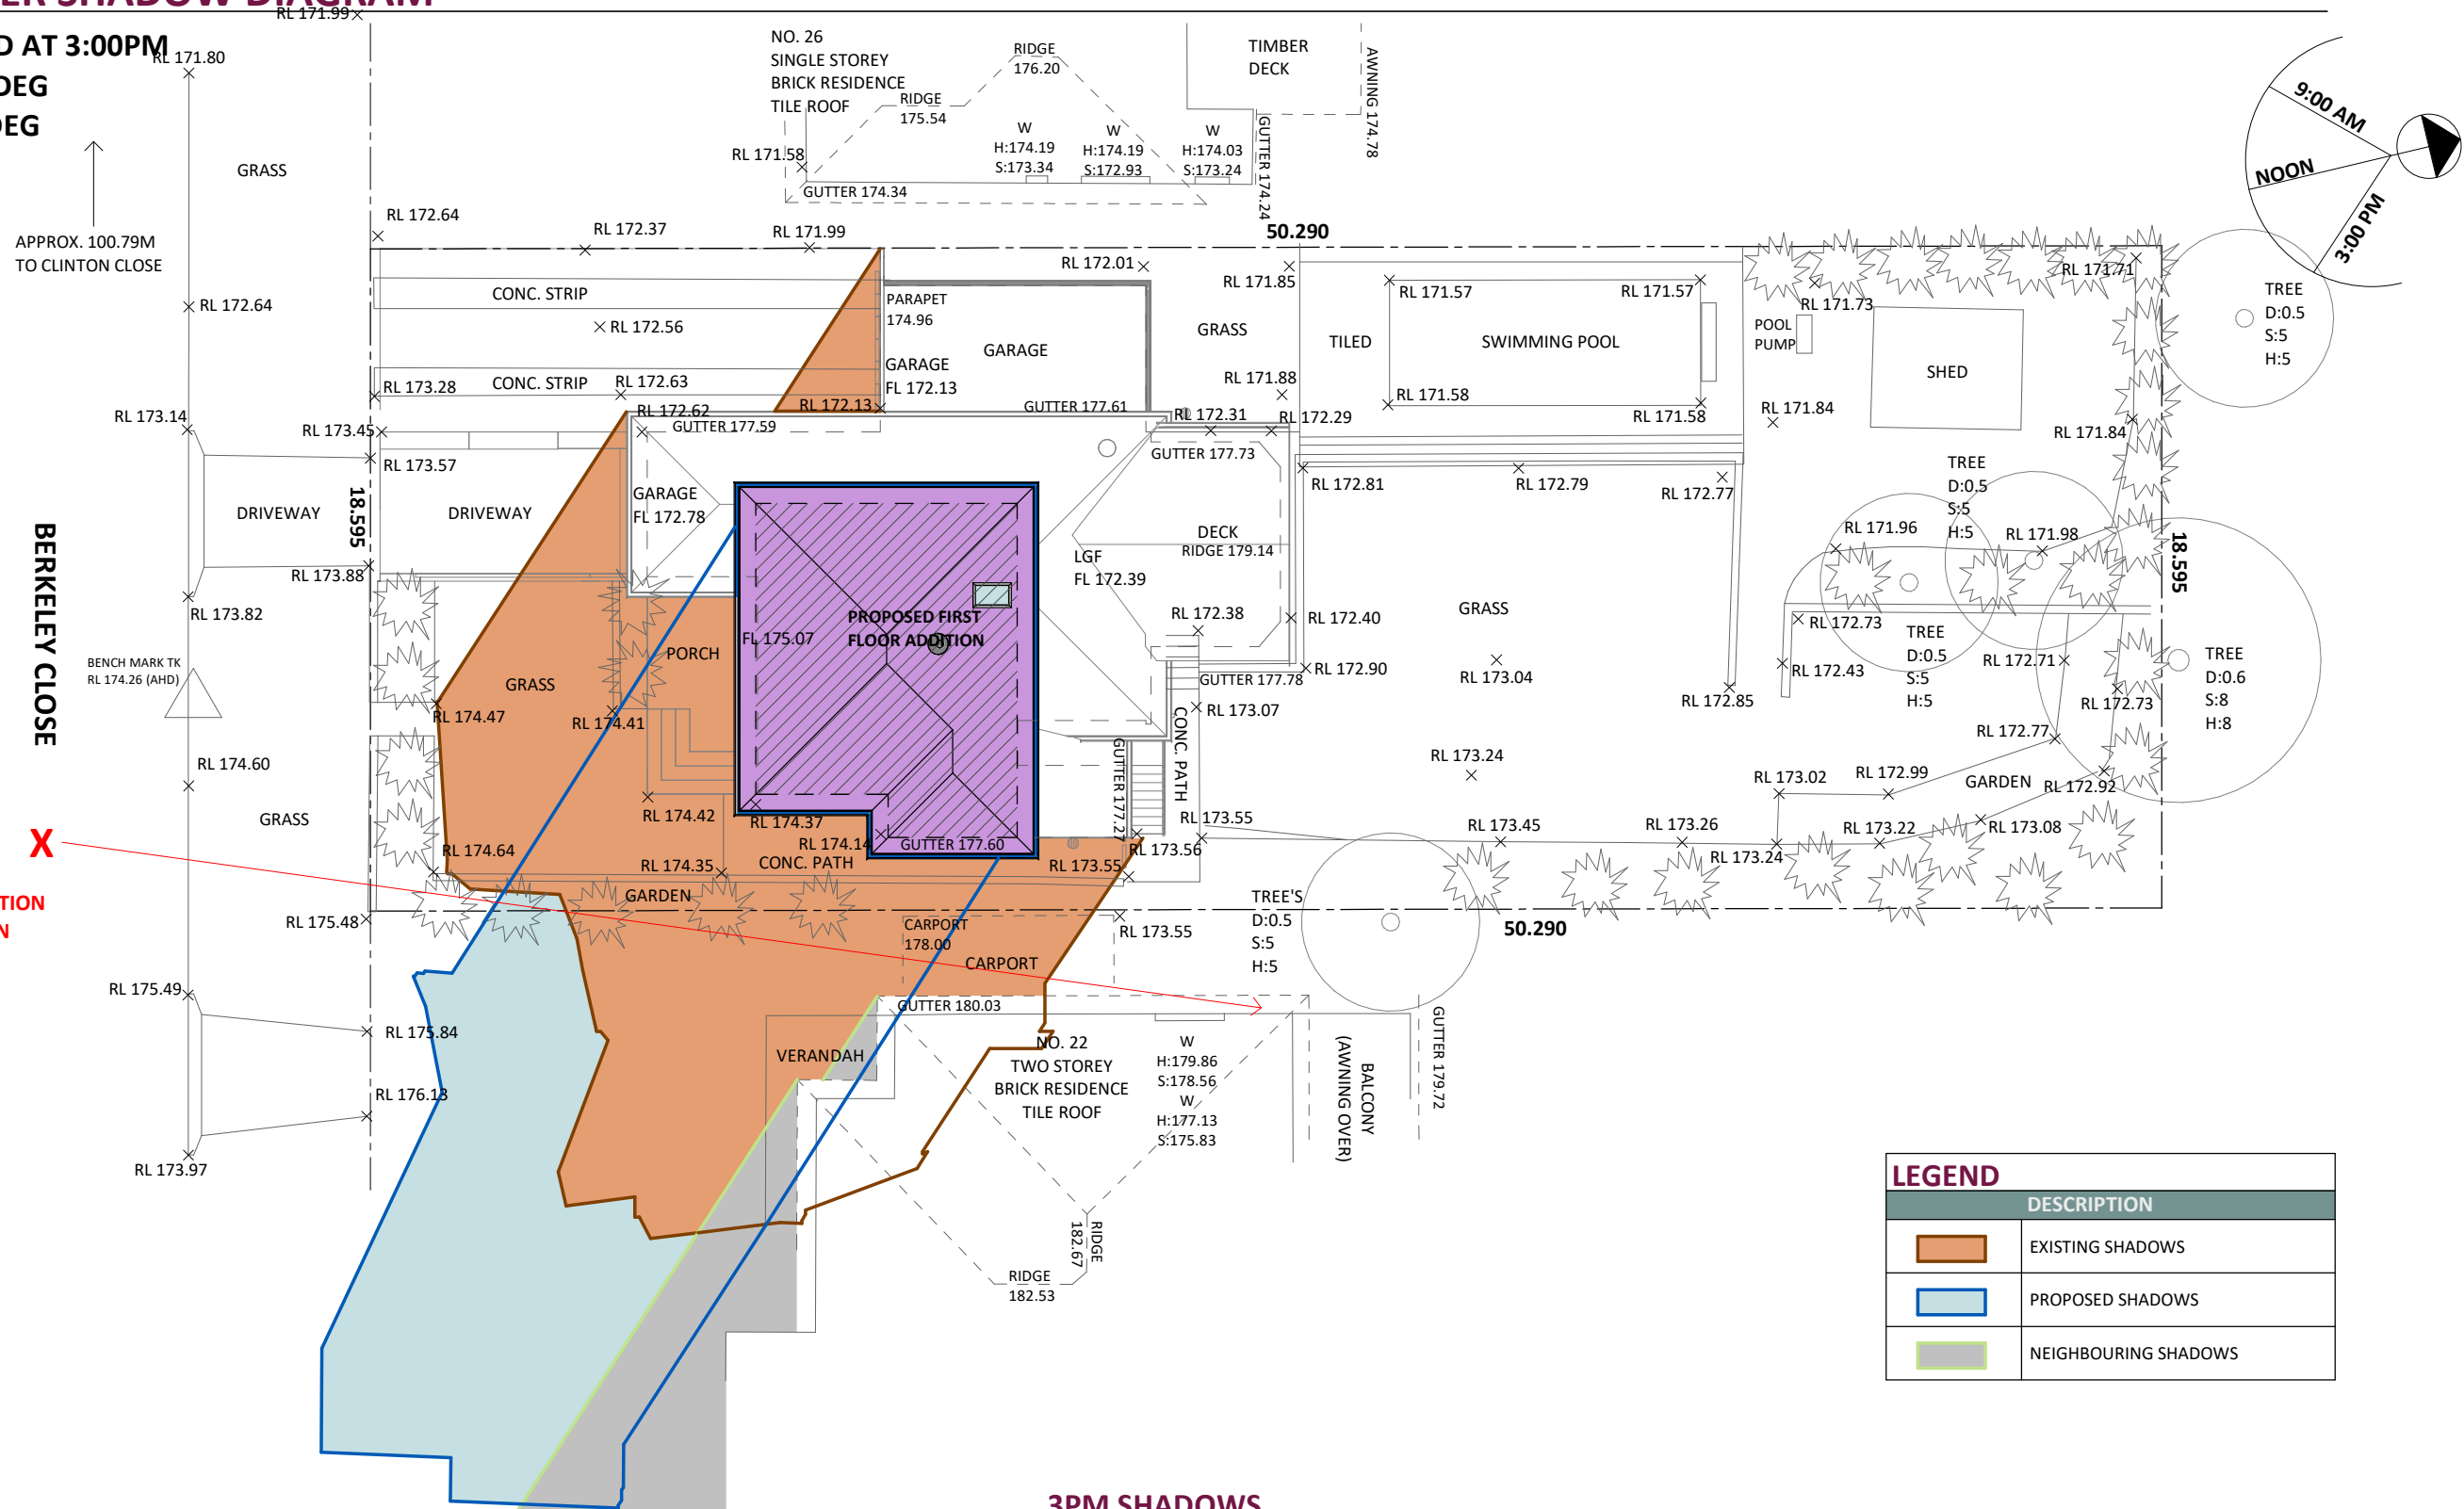 SHADOW DIAGRAM
RL 171.99
AT 3:00PM
DEG
RL 171.80
GRASS
APPROX. 100.79M
TO CLINTON CLOSE
NO. 26
SINGLE STOREY
BRICK RESIDENCE
TILE ROOF
RIDGE
175.54
RIDGE
176.20
W
H:174.19
S:173.34
W
H:174.19
S:172.93
W
H:174.03
S:173.24
TIMBER
DECK
AWNING 174.78
GUTTER 174.24
RL 171.58
GUTTER 174.34
9:00 AM
NOON
3:00 PM
RL 172.64
RL 172.37
RL 171.99
50.290
RL 172.01
RL 171.85
RL 172.64
CONC. STRIP
RL 172.56
PARAPET
174.96
GARAGE
FL 172.13
GARAGE
GRASS
TILED
RL 171.57
RL 171.57
SWIMMING POOL
RL 171.58
RL 171.58
RL 171.73
RL 171.71
POOL
PUMP
SHED
TREE
D:0.5
S:5
H:5
RL 173.28
CONC. STRIP
RL 172.63
RL 172.62
RL 172.13
GUTTER 177.61
RL 171.88
RL 172.31
RL 172.29
RL 171.84
RL 171.84
RL 173.14
RL 173.45
GUTTER 177.59
GUTTER 177.73
RL 173.57
18.595
DRIVEWAY
DRIVEWAY
GARAGE
FL 172.78
RL 172.81
RL 172.79
RL 172.77
DECK
RIDGE 179.14
LGF
FL 172.39
TREE
D:0.5
S:5
H:5
RL 171.96
RL 171.98
18.595
RL 173.88
RL 173.82
BERKELEY CLOSE
BENCH MARK TK
RL 174.26 (AHD)
PROPOSED FIRST
FLOOR ADDITION
FL 175.07
PORCH
GRASS
RL 172.38
RL 172.40
GRASS
RL 172.73
TREE
D:0.5
S:5
H:5
RL 172.43
RL 172.71
TREE
D:0.6
S:8
H:8
RL 174.47
RL 174.41
GUTTER 177.78
RL 172.90
RL 173.04
RL 172.85
RL 172.73
RL 173.07
CONC. PATH
GUTTER 177.27
RL 172.77
RL 174.60
RL 173.24
RL 173.02
RL 172.99
GARDEN
RL 172.92
GRASS
RL 174.42
RL 174.37
RL 174.14
GUTTER 177.60
RL 173.55
RL 173.56
RL 173.45
RL 173.26
RL 173.24
RL 173.22
RL 173.08
X
RL 174.64
RL 174.35
CONC. PATH
RL 173.55
TION
N
GARDEN
RL 175.48
CARPORT
178.00
RL 173.55
TREE'S
D:0.5
S:5
H:5
50.290
CARPORT
RL 175.49
GUTTER 180.03
RL 175.84
VERANDAH
NO. 22
TWO STOREY
BRICK RESIDENCE
TILE ROOF
W
H:179.86
S:178.56
W
H:177.13
S:175.83
BALCONY
(AWNING OVER)
GUTTER 179.72
RL 176.13
RL 173.97
RIDGE
182.67
RIDGE
182.53
LEGEND
DESCRIPTION
EXISTING SHADOWS
PROPOSED SHADOWS
NEIGHBOURING SHADOWS
3PM SHADOWS